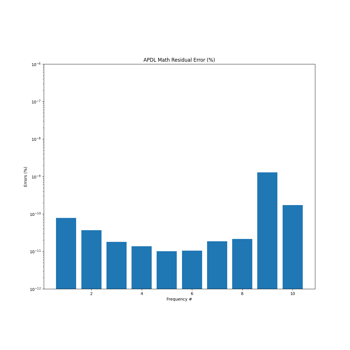 APDL Math Residual Error (%)
10⁻⁶
10⁻⁷
10⁻⁸
10⁻⁹
10⁻¹⁰
10⁻¹¹
10⁻¹²
Errors (%)
2 4 6 8 10
Frequency #